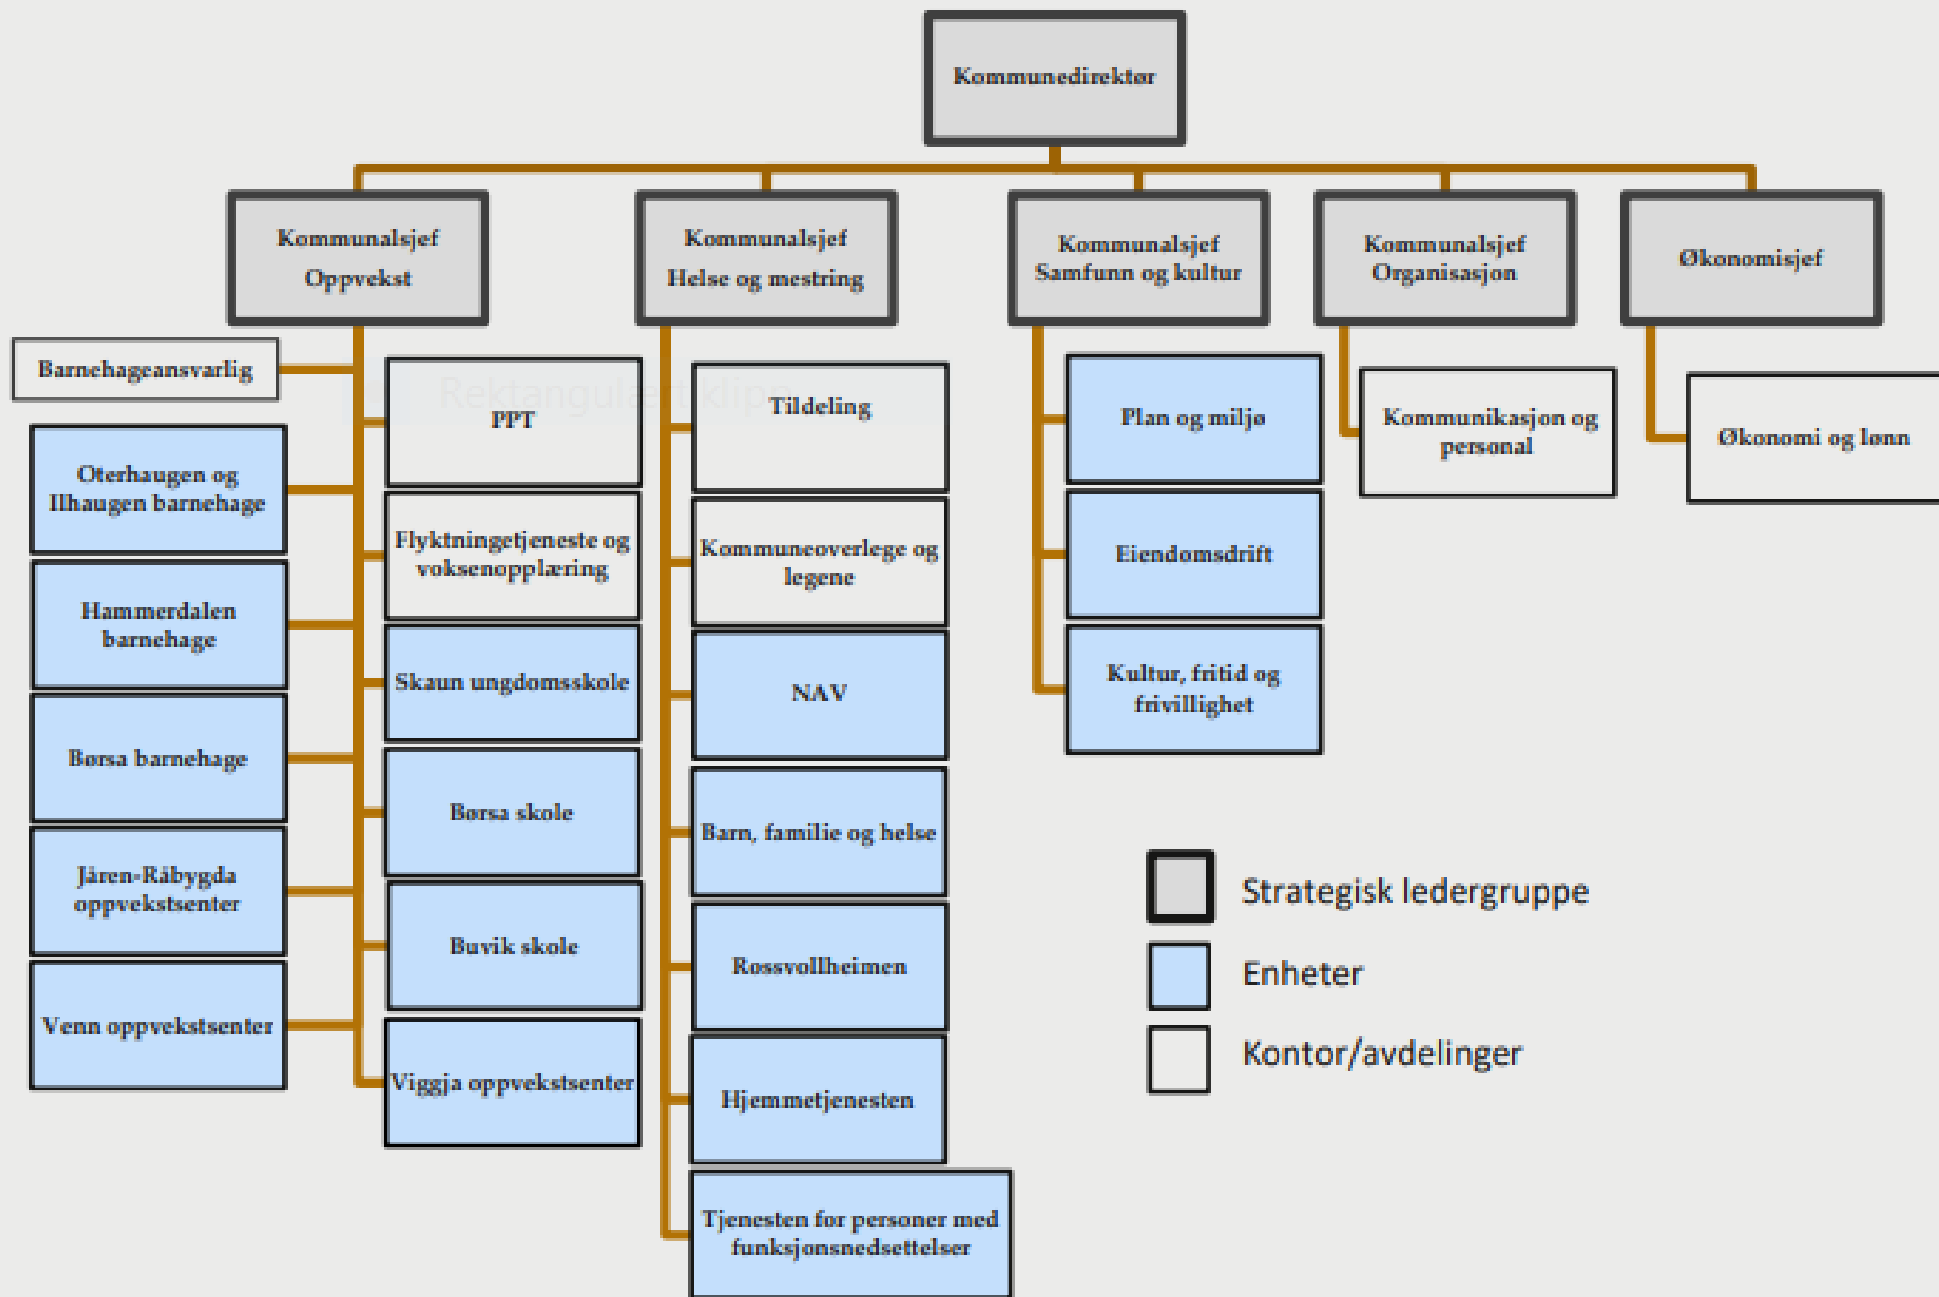 Kommunedirektør
Kommunalsjef
Oppvekst
Kommunalsjef
Helse og mestring
Kommunalsjef
Samfunn og kultur
Kommunalsjef
Organisasjon
Økonomisjef
Barnehageansvarlig
Oterhaugen og
Ilhaugen barnehage
Hammerdalen
barnehage
Børsa barnehage
Jåren-Råbygda
oppvekstsenter
Venn oppvekstsenter
Rektangulært klipp
PPT
Flyktningetjeneste og
voksenopplæring
Skaun ungdomsskole
Børsa skole
Buvik skole
Viggja oppvekstsenter
Tildeling
Kommuneoverlege og
legene
NAV
Barn, familie og helse
Rossvollheimen
Hjemmetjenesten
Tjenesten for personer med
funksjonsnedsettelser
Plan og miljø
Eiendomsdrift
Kultur, fritid og
frivillighet
Kommunikasjon og
personal
Økonomi og lønn
Strategisk ledergruppe
Enheter
Kontor/avdelinger